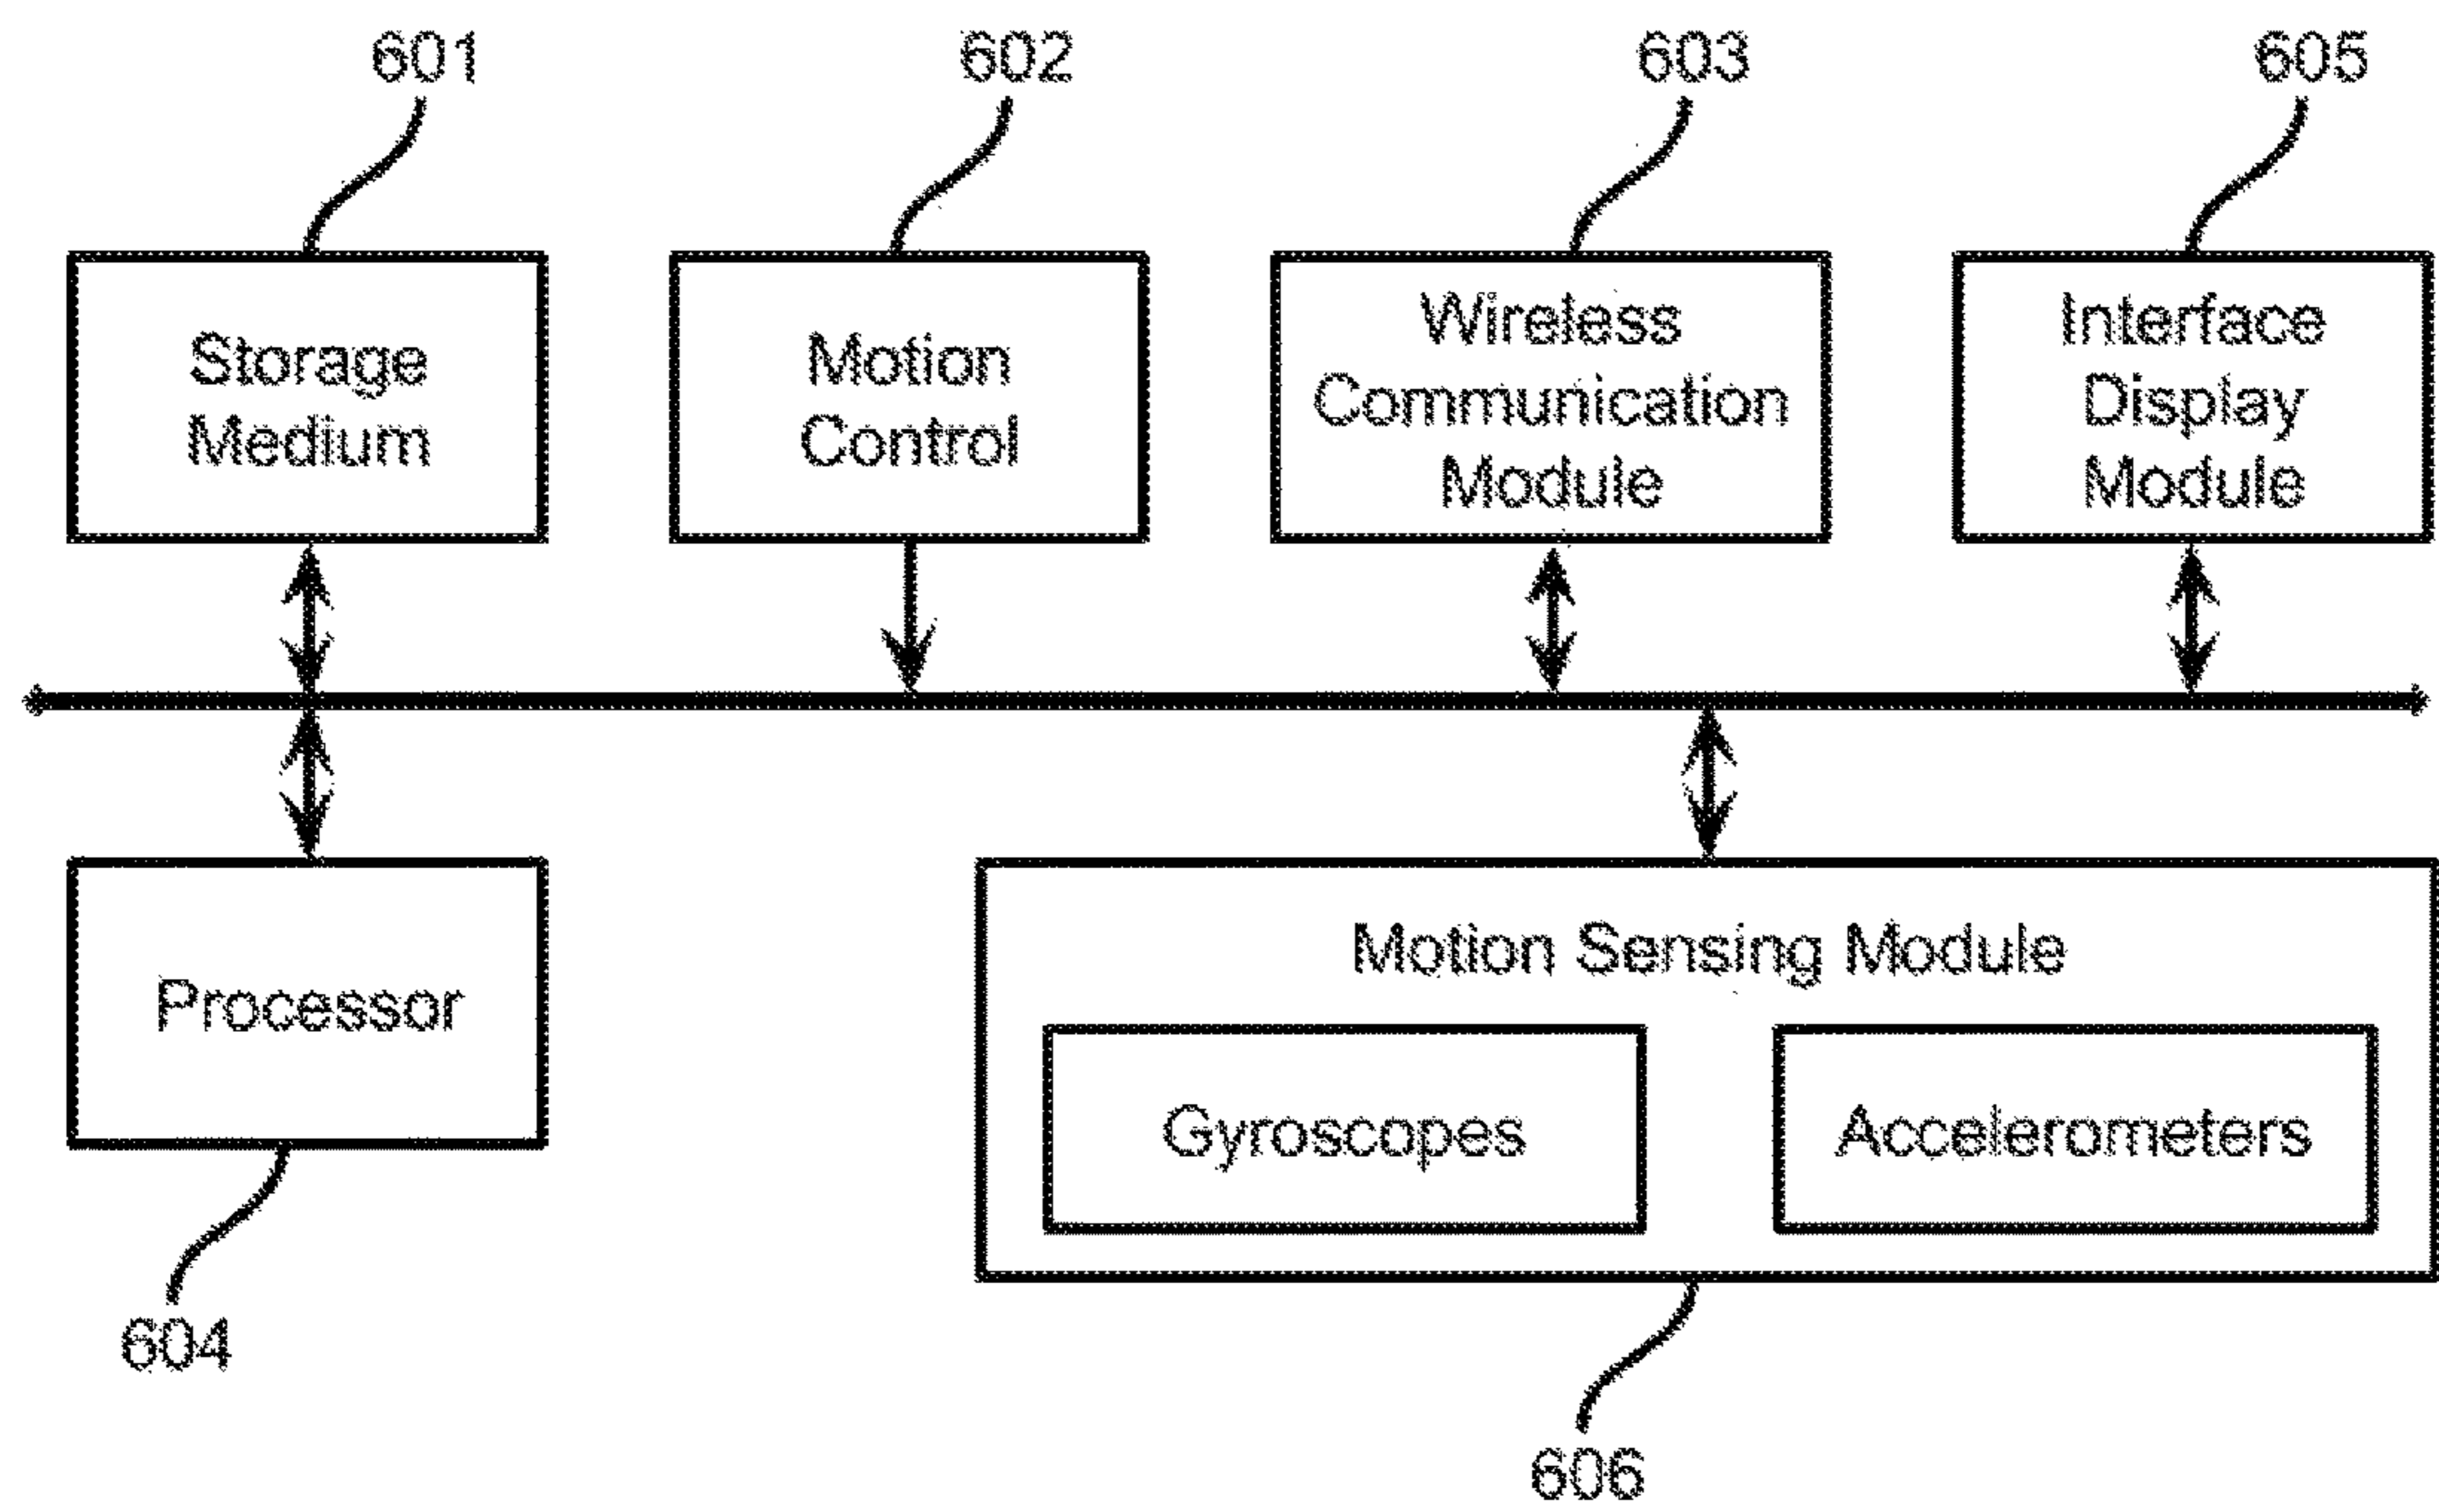 601
602
603
605
Storage
Medium
Motion
Control
Wireless
Communication
Module
Interface
Display
Module
Processor
Motion Sensing Module
Gyroscopes
Accelerometers
604
606